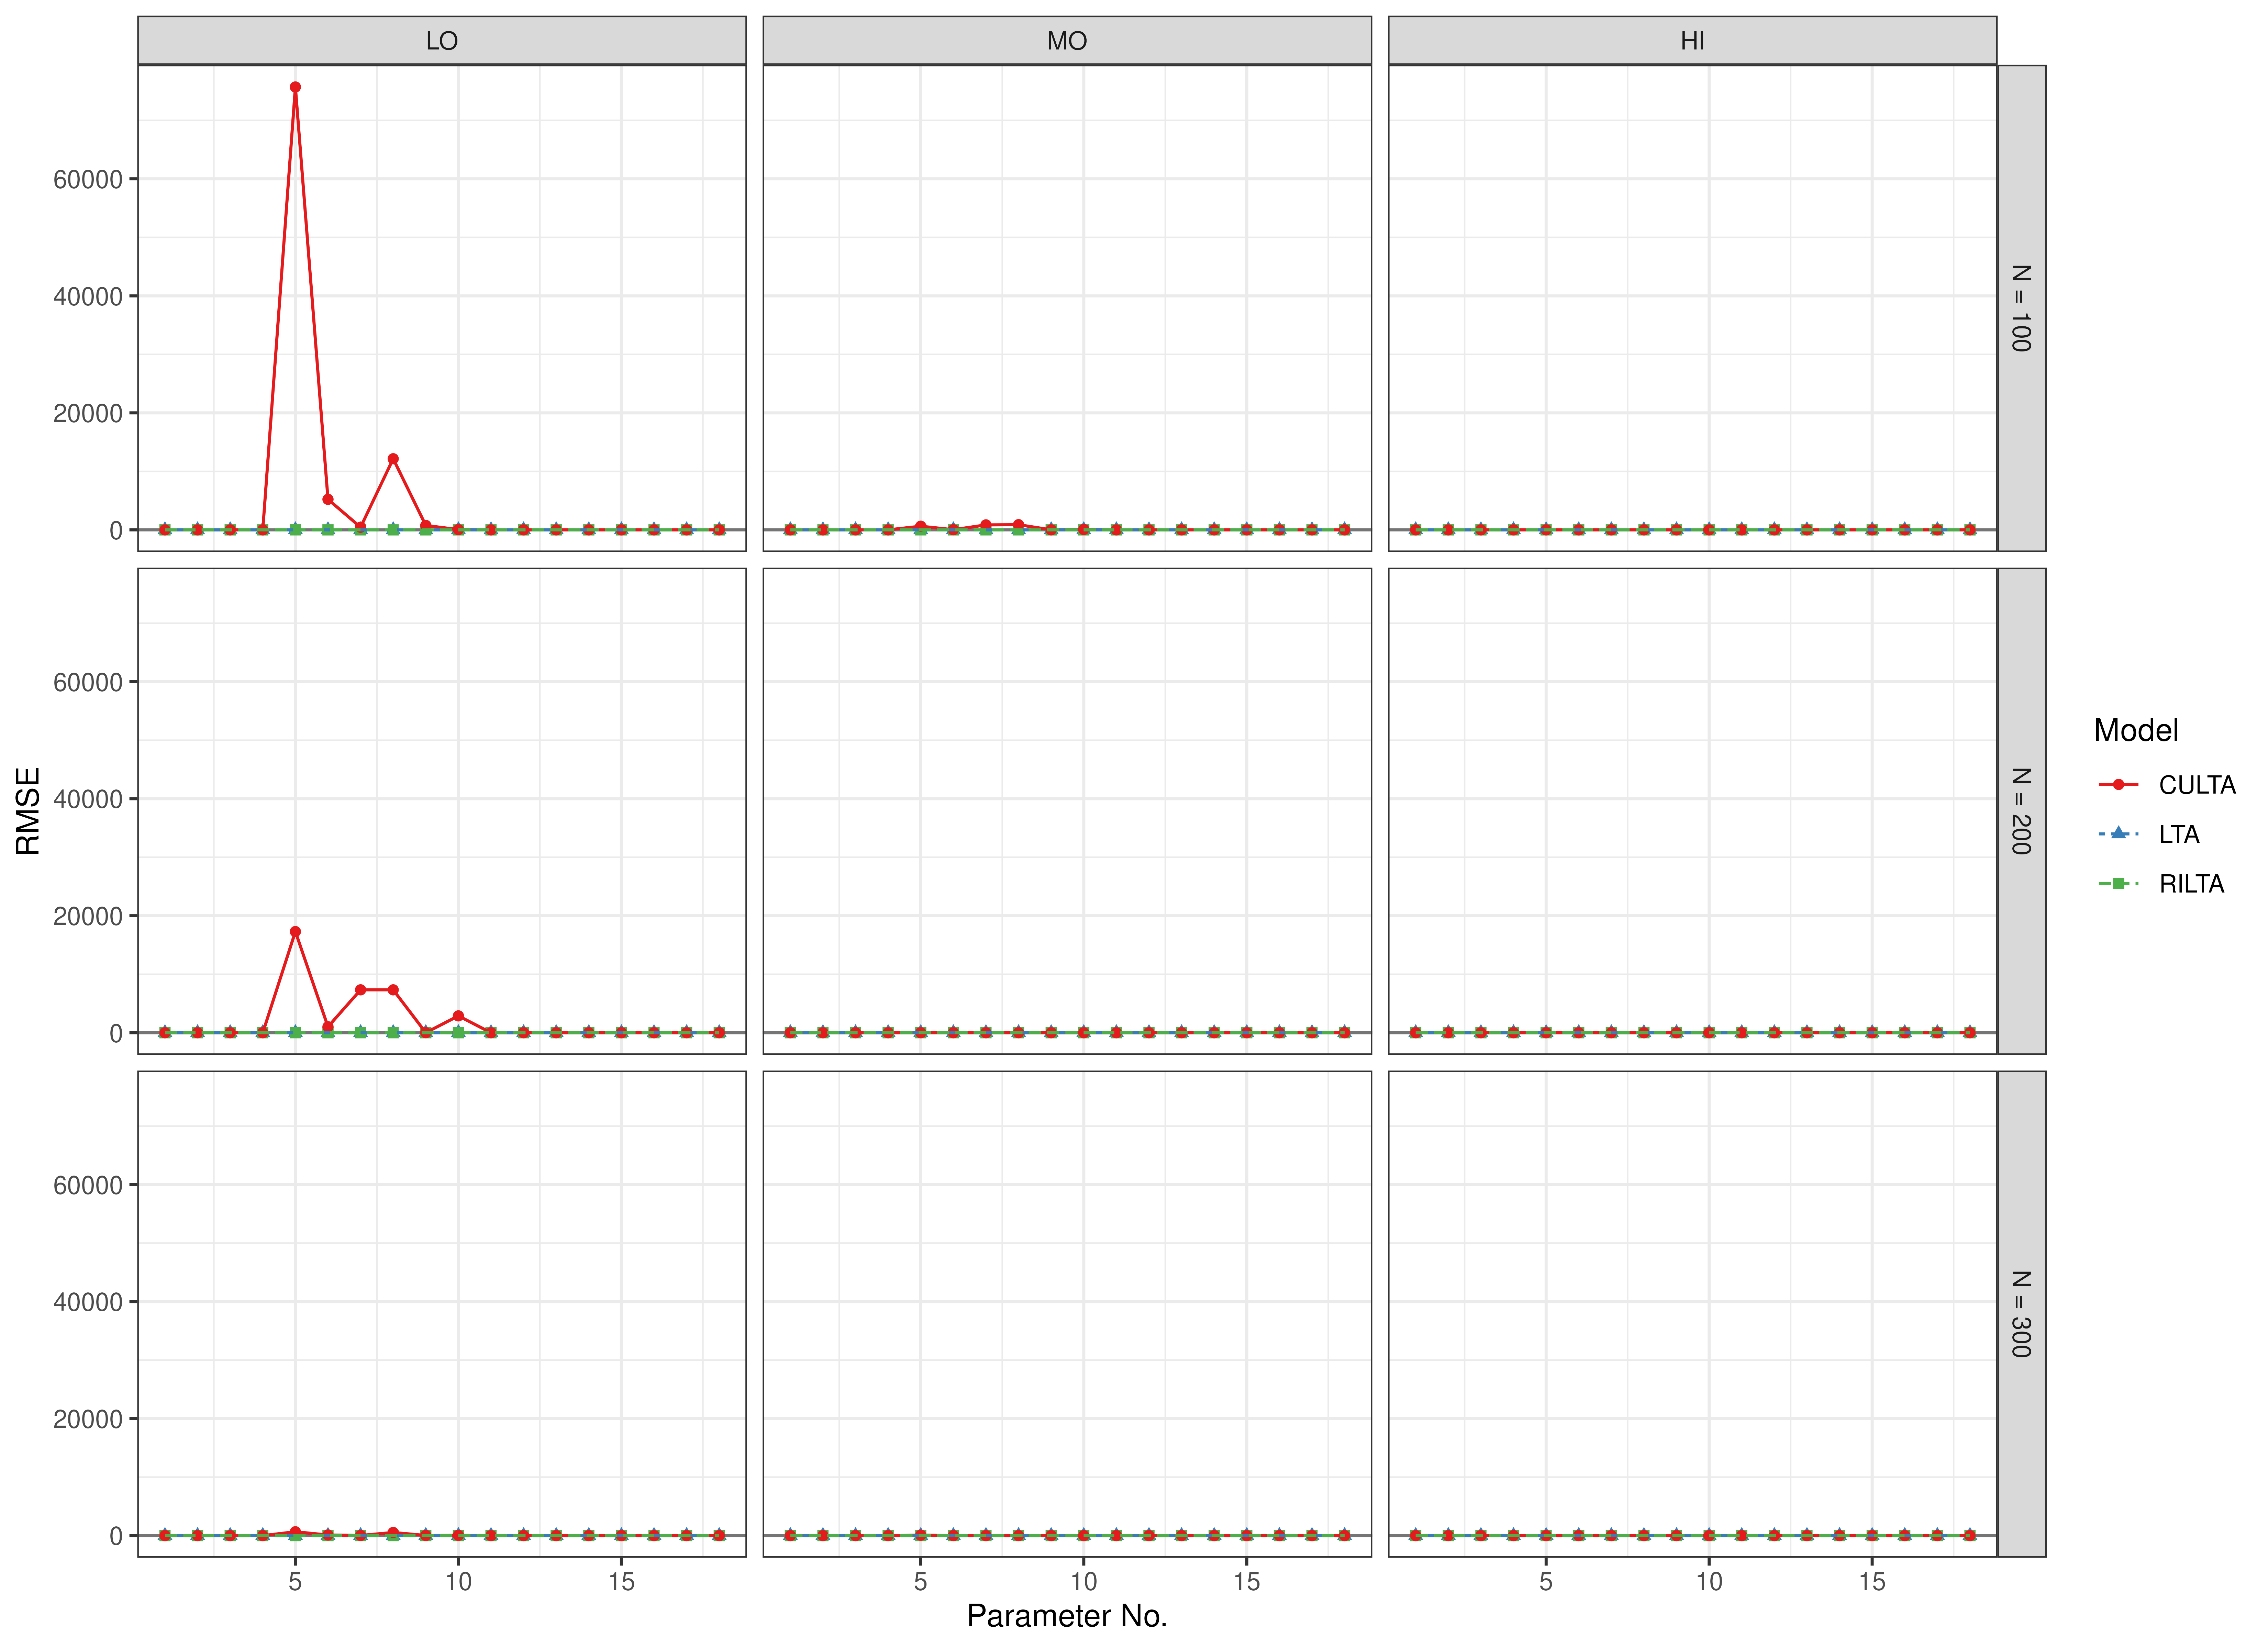 LO MO HI
60000
40000
20000
0
N = 100
60000
40000
20000
0
N = 200
60000
40000
20000
0
N = 300
5 10 15 5 10 15 5 10 15
Parameter No.
RMSE
Model
CULTA
LTA
RILTA